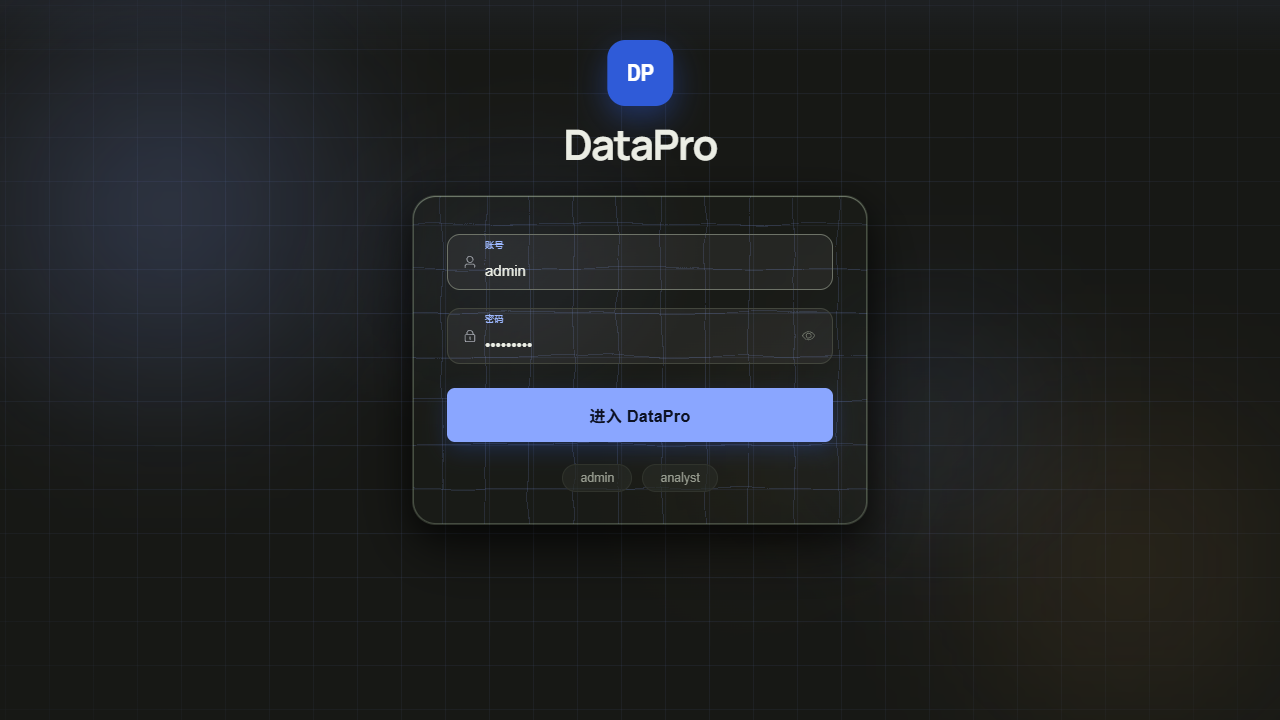 DP
DataPro
账号
admin
密码
•••••••••
进入 DataPro
admin
analyst